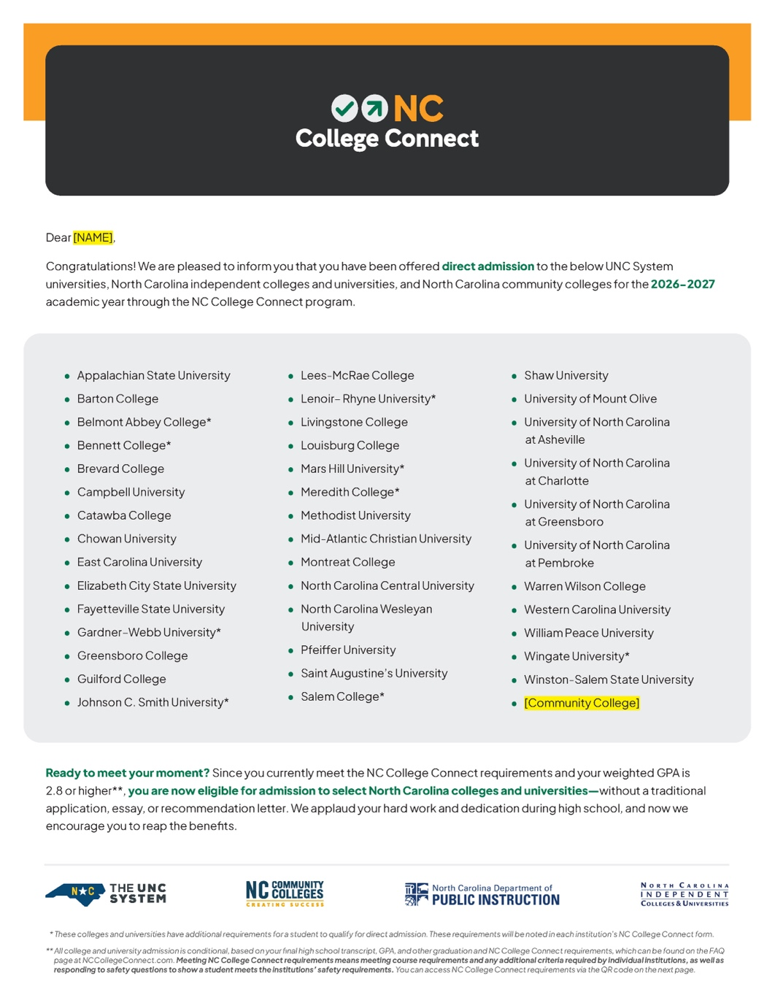 NC
College Connect
Dear [NAME],
Congratulations! We are pleased to inform you that you have been offered direct admission to the below UNC System
universities, North Carolina independent colleges and universities, and North Carolina community colleges for the 2026–2027
academic year through the NC College Connect program.
• Appalachian State University
• Barton College
• Belmont Abbey College*
• Bennett College*
• Brevard College
• Campbell University
• Catawba College
• Chowan University
• East Carolina University
• Elizabeth City State University
• Fayetteville State University
• Gardner–Webb University*
• Greensboro College
• Guilford College
• Johnson C. Smith University*
• Lees-McRae College
• Lenoir– Rhyne University*
• Livingstone College
• Louisburg College
• Mars Hill University*
• Meredith College*
• Methodist University
• Mid-Atlantic Christian University
• Montreat College
• North Carolina Central University
• North Carolina Wesleyan
University
• Pfeiffer University
• Saint Augustine’s University
• Salem College*
• Shaw University
• University of Mount Olive
• University of North Carolina
at Asheville
• University of North Carolina
at Charlotte
• University of North Carolina
at Greensboro
• University of North Carolina
at Pembroke
• Warren Wilson College
• Western Carolina University
• William Peace University
• Wingate University*
• Winston-Salem State University
• [Community College]
Ready to meet your moment? Since you currently meet the NC College Connect requirements and your weighted GPA is
2.8 or higher**, you are now eligible for admission to select North Carolina colleges and universities—without a traditional
application, essay, or recommendation letter. We applaud your hard work and dedication during high school, and now we
encourage you to reap the benefits.
N★C THE UNC
SYSTEM
NC COMMUNITY
COLLEGES
CREATING SUCCESS
North Carolina Department of
PUBLIC INSTRUCTION
NORTH CAROLINA
INDEPENDENT
COLLEGES & UNIVERSITIES
* These colleges and universities have additional requirements for a student to qualify for direct admission. These requirements will be noted in each institution’s NC College Connect form.
** All college and university admission is conditional, based on your final high school transcript, GPA, and other graduation and NC College Connect requirements, which can be found on the FAQ
page at NCCollegeConnect.com. Meeting NC College Connect requirements means meeting course requirements and any additional criteria required by individual institutions, as well as
responding to safety questions to show a student meets the institutions’ safety requirements. You can access NC College Connect requirements via the QR code on the next page.